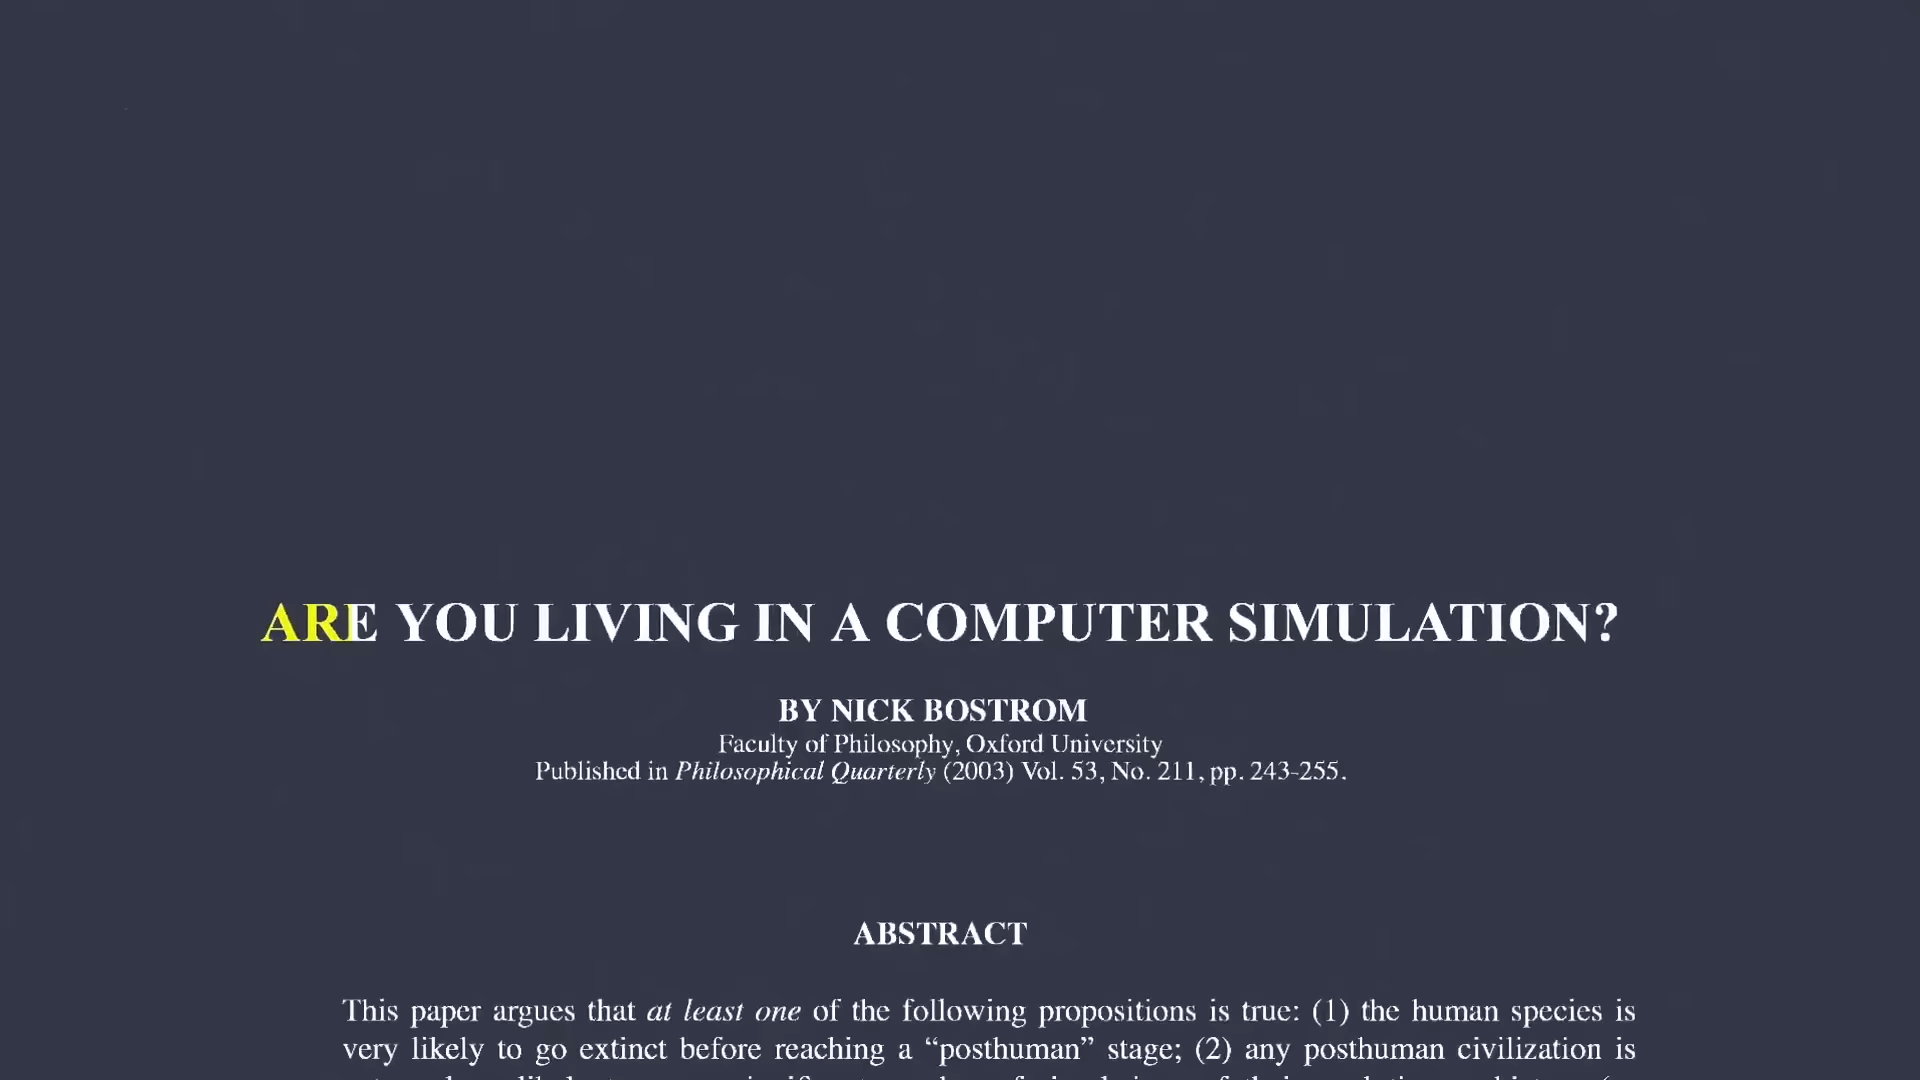 ARE YOU LIVING IN A COMPUTER SIMULATION?
BY NICK BOSTROM
Faculty of Philosophy, Oxford University
Published in Philosophical Quarterly (2003) Vol. 53, No. 211, pp. 243-255.
ABSTRACT
This paper argues that at least one of the following propositions is true: (1) the human species is
very likely to go extinct before reaching a “posthuman” stage; (2) any posthuman civilization is